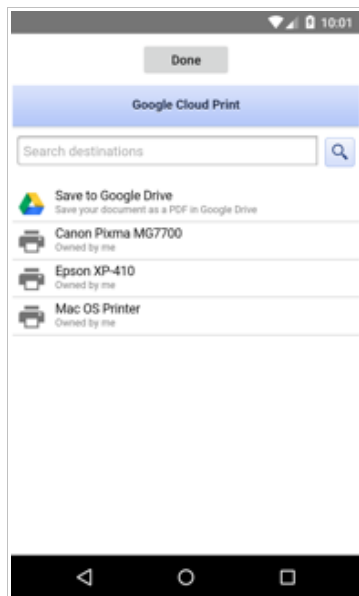 10:01
Done
Google Cloud Print
Search destinations
Save to Google Drive
Save your document as a PDF in Google Drive
Canon Pixma MG7700
Owned by me
Epson XP-410
Owned by me
Mac OS Printer
Owned by me